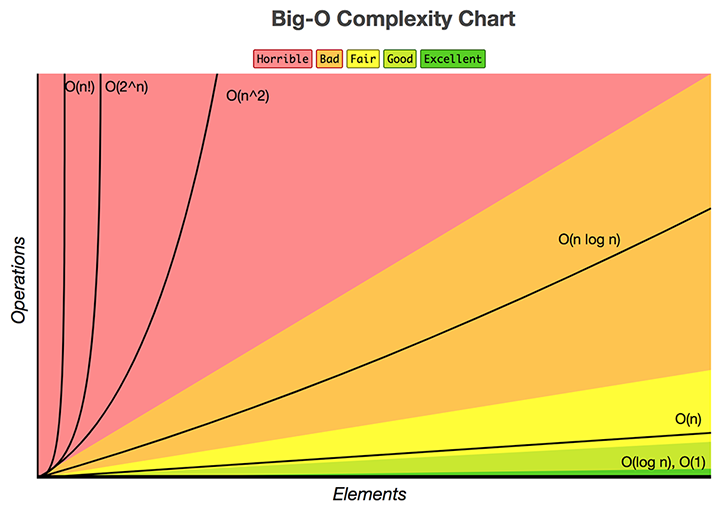 Big-O Complexity Chart
Horrible Bad Fair Good Excellent
O(n!) O(2^n)
O(n^2)
O(n log n)
O(n)
O(log n), O(1)
Operations
Elements